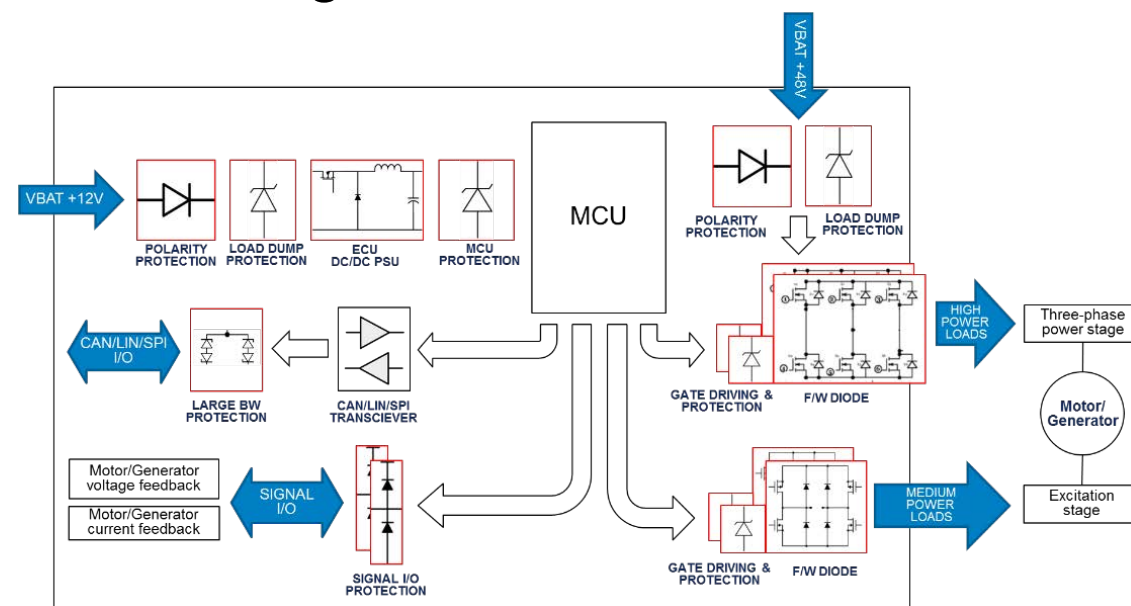 VBAT +48V
VBAT +12V
POLARITY
PROTECTION
LOAD DUMP
PROTECTION
ECU
DC/DC PSU
MCU
PROTECTION
MCU
POLARITY
PROTECTION
LOAD DUMP
PROTECTION
CAN/LIN/SPI
I/O
LARGE BW
PROTECTION
CAN/LIN/SPI
TRANSCIEVER
GATE DRIVING &
PROTECTION
F/W DIODE
HIGH
POWER
LOADS
Three-phase
power stage
Motor/
Generator
Motor/Generator
voltage feedback
Motor/Generator
current feedback
SIGNAL
I/O
SIGNAL I/O
PROTECTION
GATE DRIVING &
PROTECTION
F/W DIODE
MEDIUM
POWER
LOADS
Excitation
stage